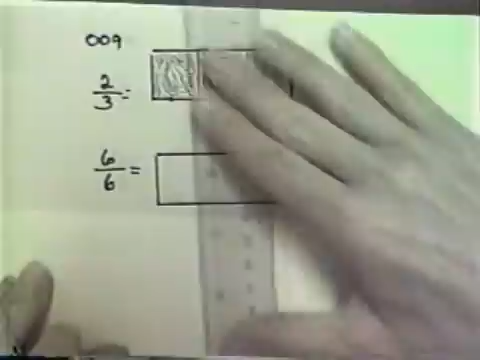 009
2/3 =
6/6 =